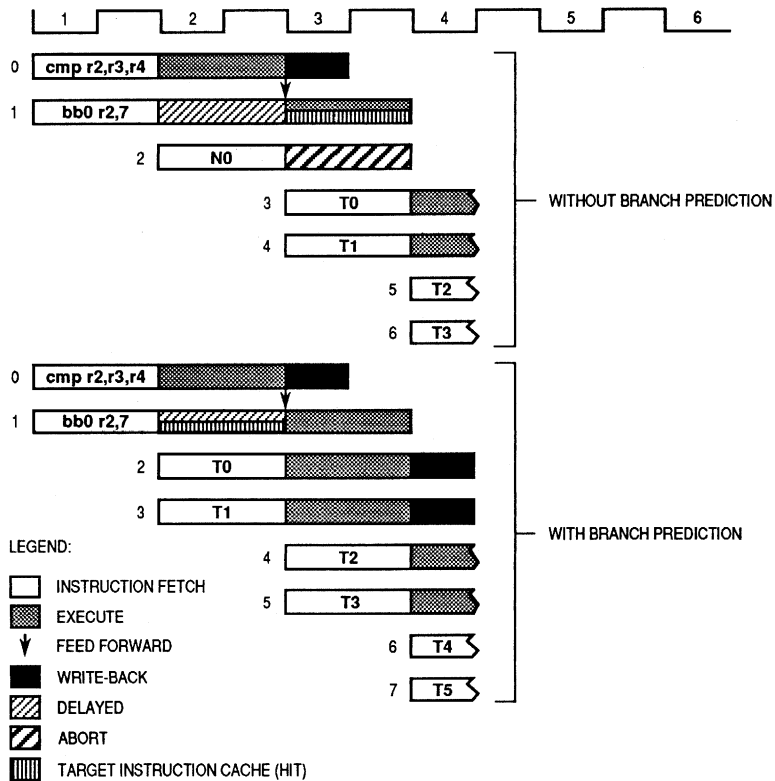 1 2 3 4 5 6
0 cmp r2,r3,r4
1 bb0 r2,7
2 N0
3 T0
WITHOUT BRANCH PREDICTION
4 T1
5 T2
6 T3
0 cmp r2,r3,r4
1 bb0 r2,7
2 T0
3 T1
WITH BRANCH PREDICTION
4 T2
5 T3
6 T4
7 T5
LEGEND:
INSTRUCTION FETCH
EXECUTE
FEED FORWARD
WRITE-BACK
DELAYED
ABORT
TARGET INSTRUCTION CACHE (HIT)